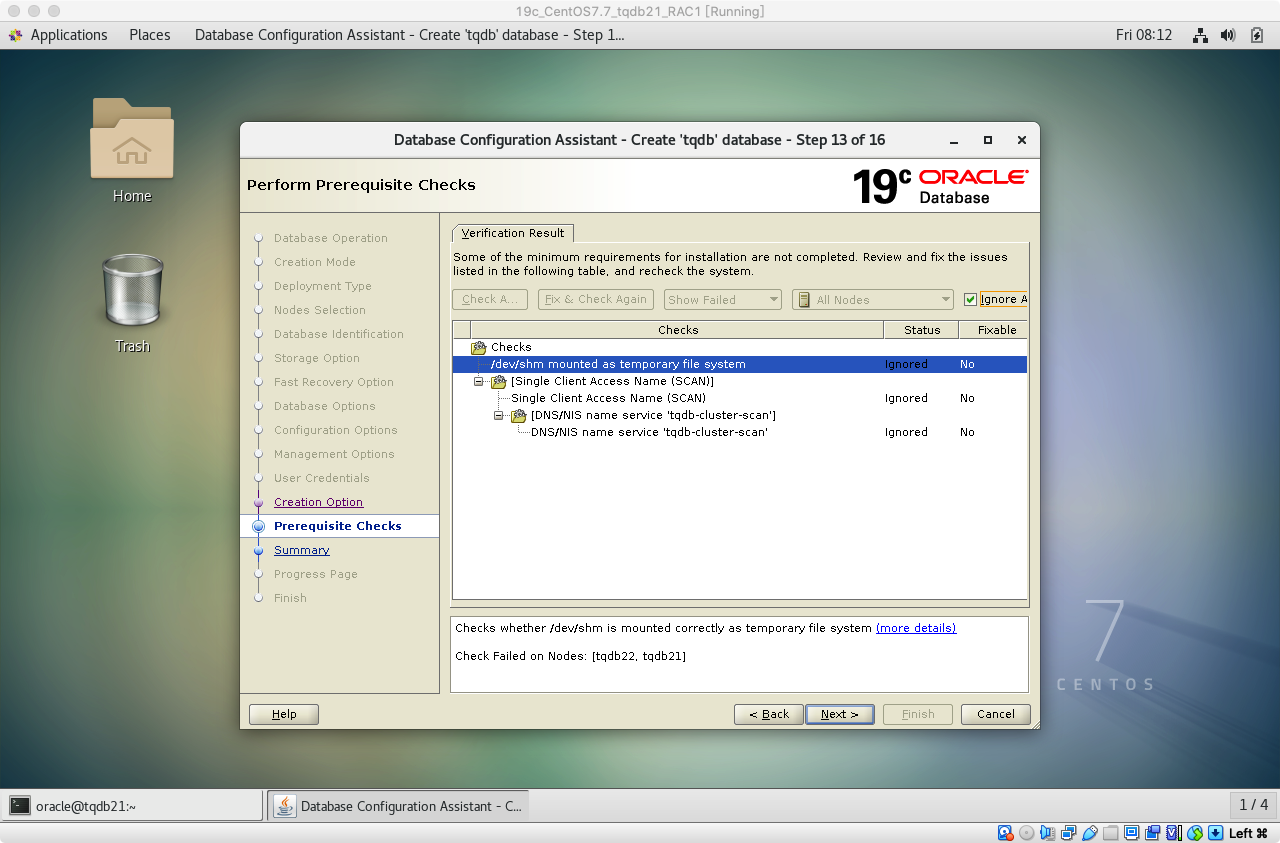 19c_CentOS7.7_tqdb21_RAC1 [Running]
Applications Places Database Configuration Assistant - Create 'tqdb' database - Step 1... Fri 08:12
Home
Trash
Database Configuration Assistant - Create 'tqdb' database - Step 13 of 16
Perform Prerequisite Checks
19c ORACLE
Database
Database Operation
Creation Mode
Deployment Type
Nodes Selection
Database Identification
Storage Option
Fast Recovery Option
Database Options
Configuration Options
Management Options
User Credentials
Creation Option
Prerequisite Checks
Summary
Progress Page
Finish
Verification Result
Some of the minimum requirements for installation are not completed. Review and fix the issues
listed in the following table, and recheck the system.
Check A... Fix & Check Again Show Failed All Nodes Ignore A
Checks Status Fixable
Checks
/dev/shm mounted as temporary file system Ignored No
[Single Client Access Name (SCAN)]
Single Client Access Name (SCAN) Ignored No
[DNS/NIS name service 'tqdb-cluster-scan']
DNS/NIS name service 'tqdb-cluster-scan' Ignored No
Checks whether /dev/shm is mounted correctly as temporary file system (more details)
Check Failed on Nodes: [tqdb22, tqdb21]
Help < Back Next > Finish Cancel
7
CENTOS
oracle@tqdb21:~ Database Configuration Assistant - C... 1 / 4
Left ⌘